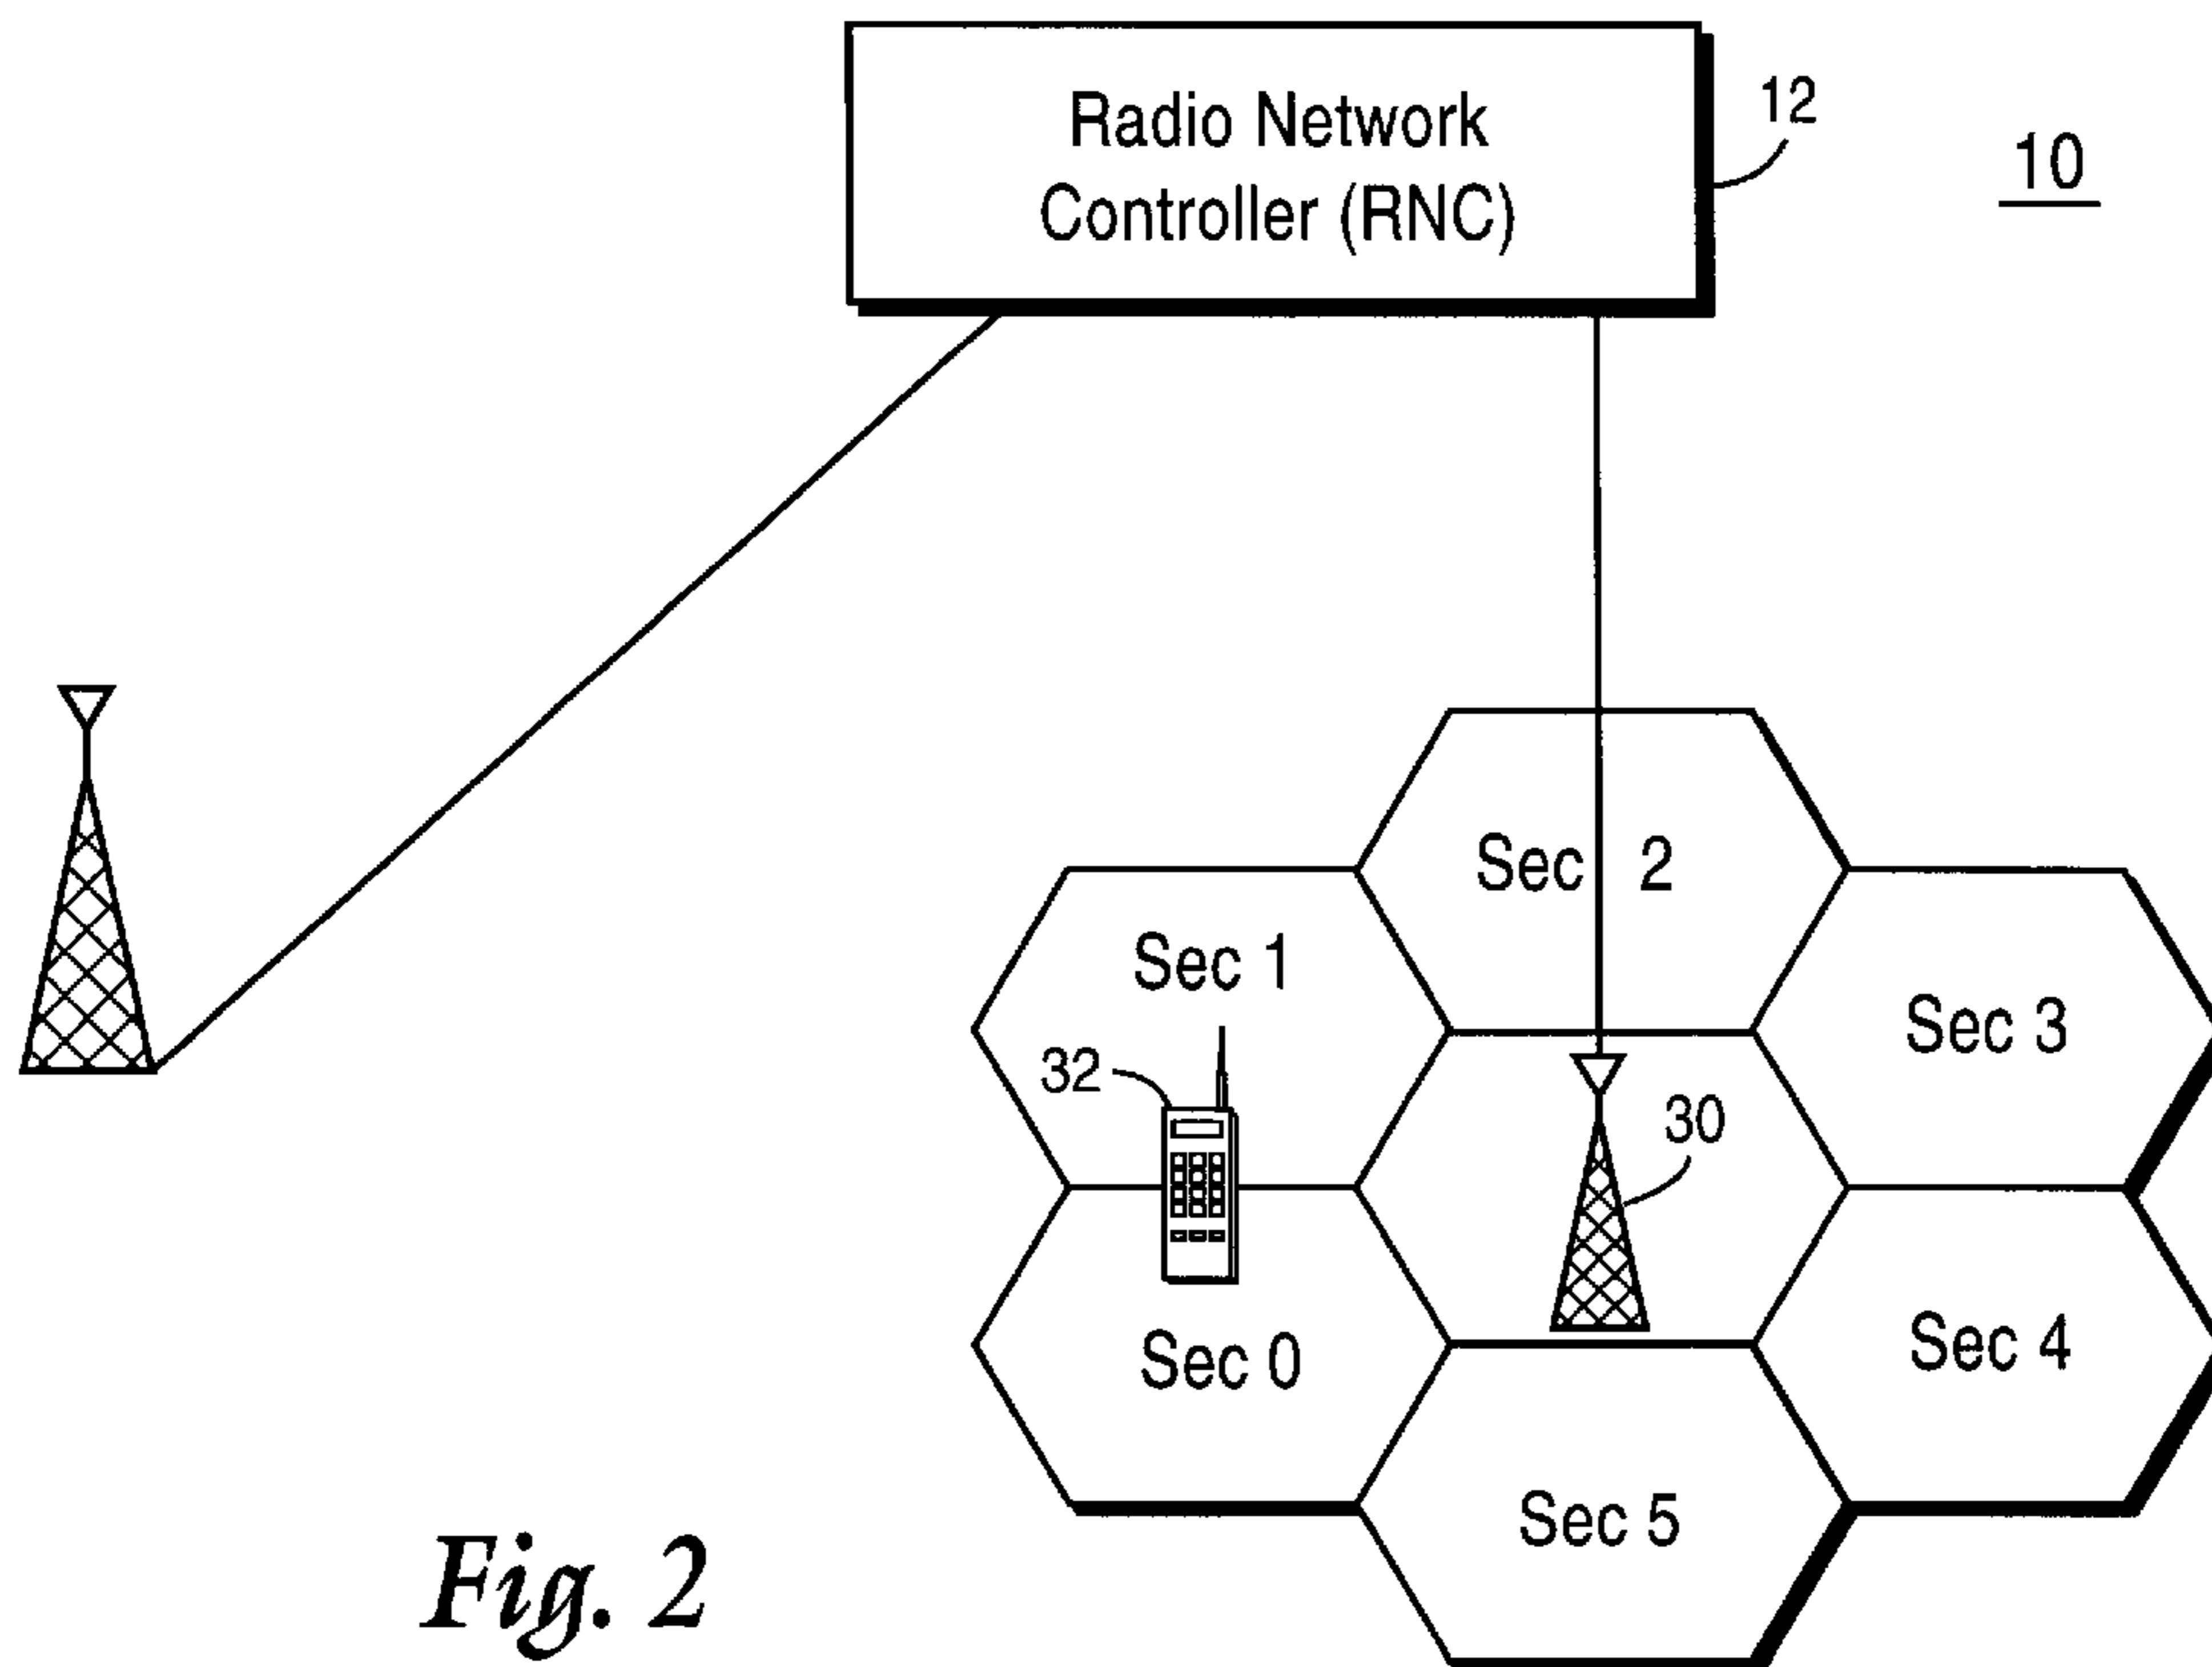 Radio Network
Controller (RNC)
12
10
Sec 2
Sec 1
Sec 3
32
30
Sec 0
Sec 4
Sec 5
Fig. 2